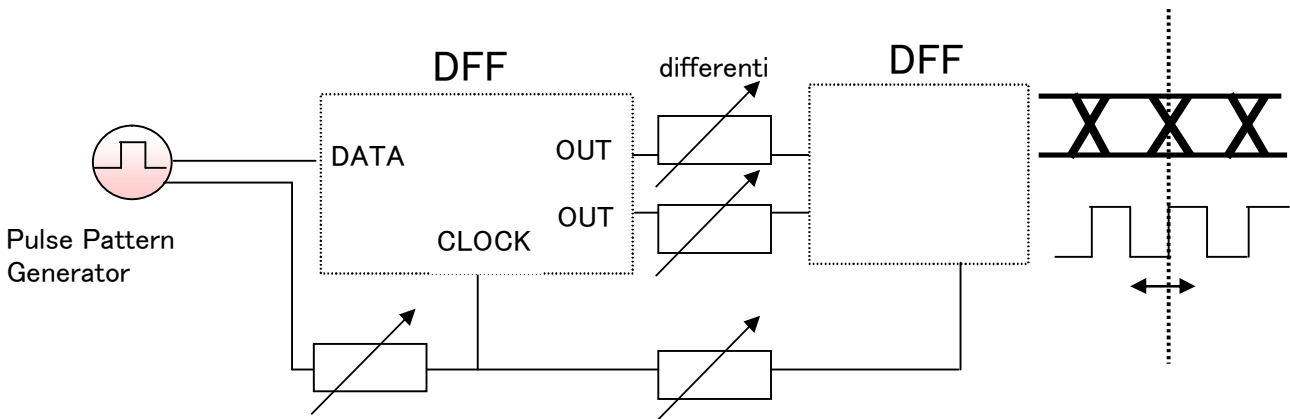 DFF
differenti
DFF
DATA
OUT
OUT
CLOCK
Pulse Pattern
Generator